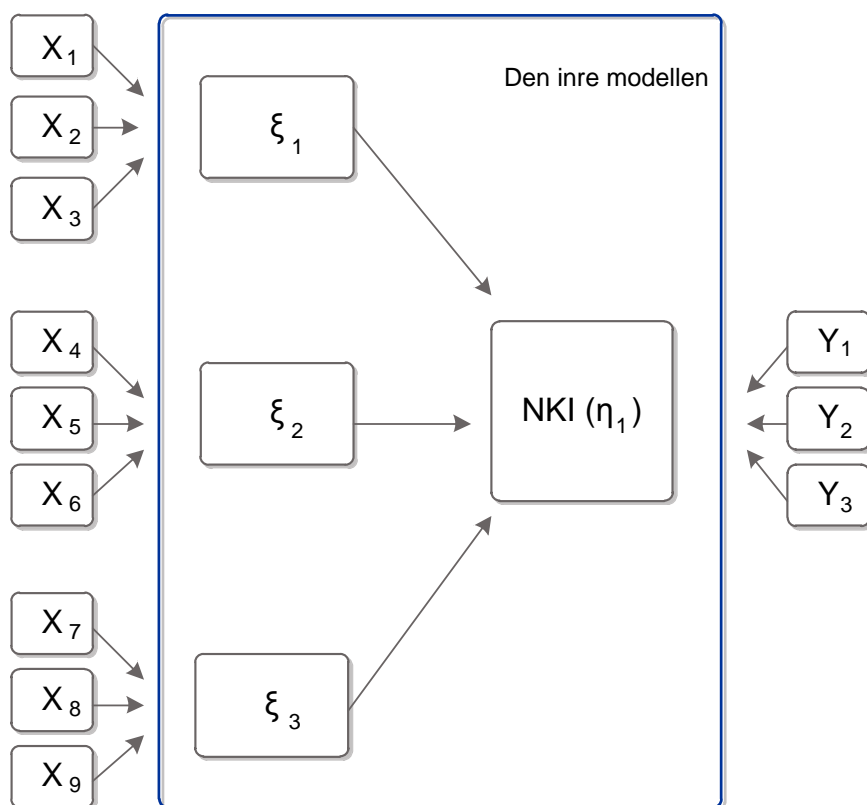 Den inre modellen
X1
X2
X3
ξ1
X4
X5
X6
ξ2
NKI (η1)
Y1
Y2
Y3
X7
X8
X9
ξ3